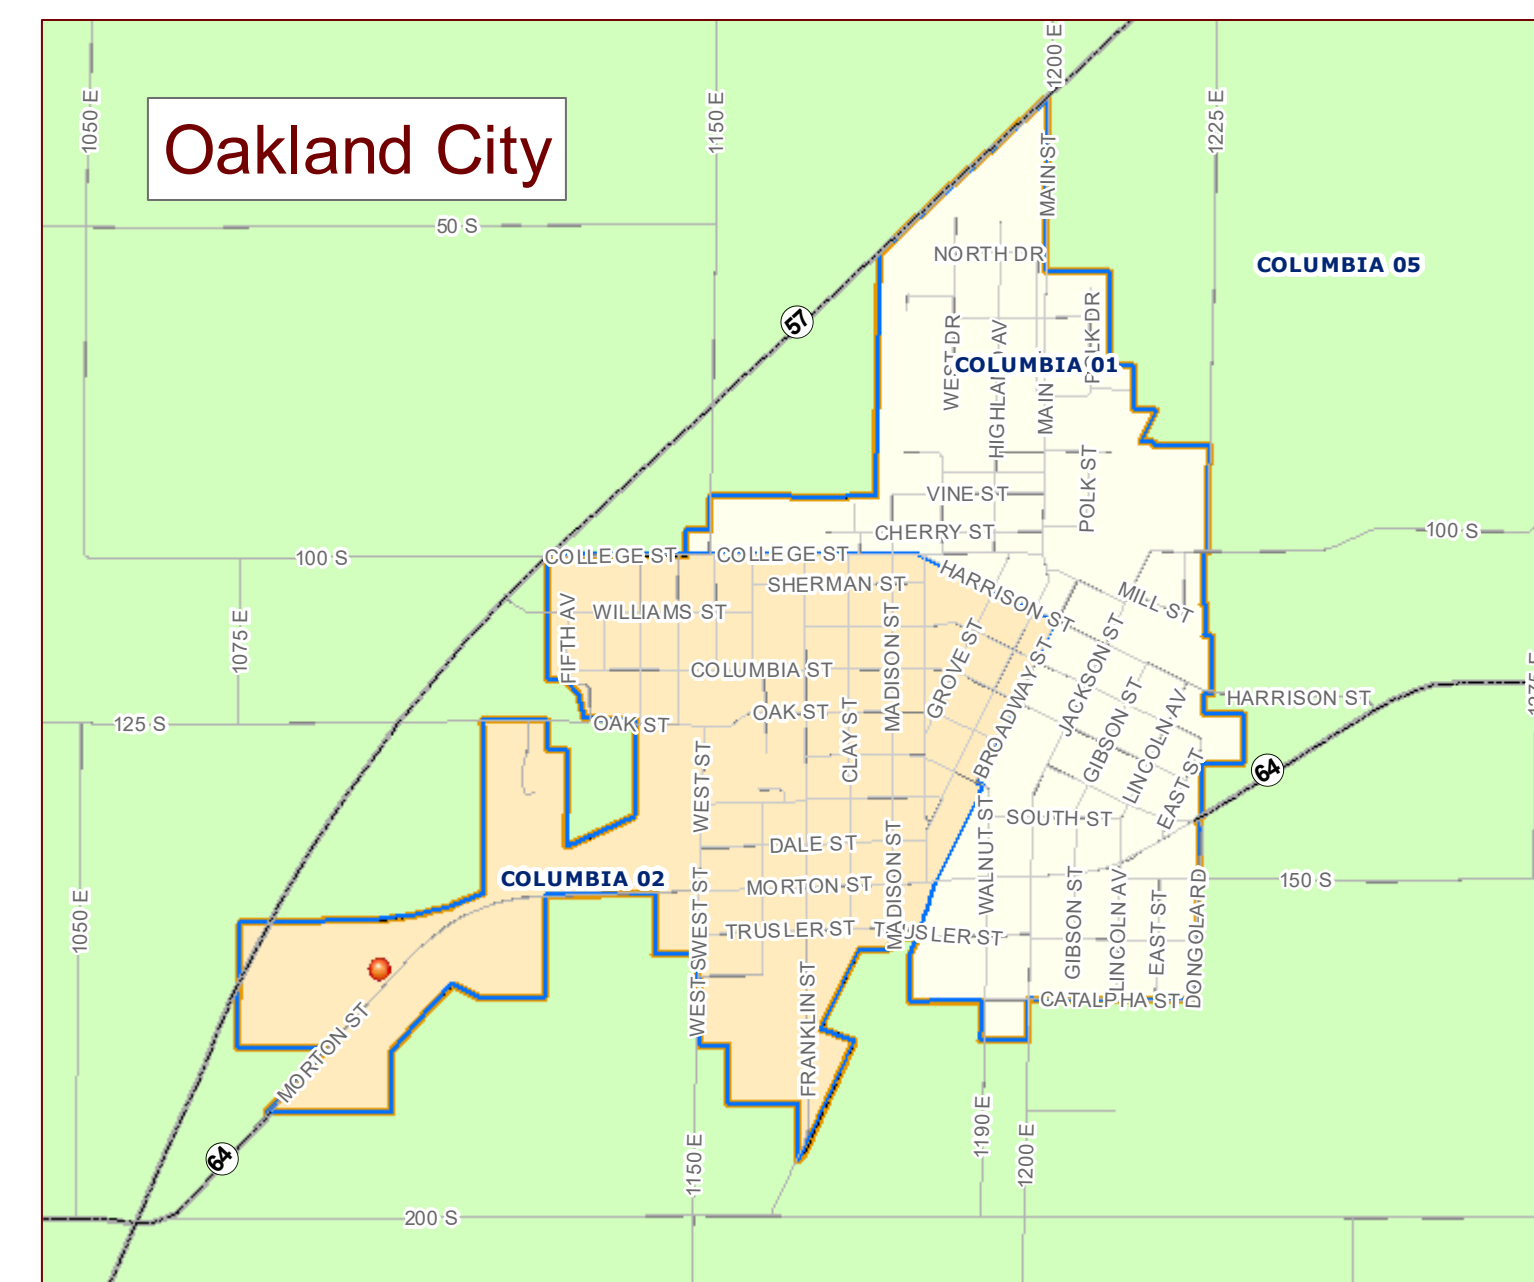 1200 E
1050 E
1150 E
1225 E
Oakland City
MAIN ST
50 S
NORTH DR
COLUMBIA 05
57
WEST DR
HIGHLAND AV
POLK DR
COLUMBIA 01
MAIN
POLK ST
VINE ST
CHERRY ST
100 S
100 S
COLLEGE ST
COLLEGE ST
SHERMAN ST
HARRISON ST
MILL ST
WILLIAMS ST
FIFTH AV
1075 E
MADISON ST
GROVE ST
BROADWAY ST
JACKSON ST
COLUMBIA ST
GIBSON ST
LINCOLN AV
HARRISON ST
125 S
OAK ST
OAK ST
CLAY ST
EAST ST
64
WEST ST
WALNUT ST
SOUTH ST
DALE ST
MADISON ST
COLUMBIA 02
MORTON ST
150 S
1050 E
WEST ST
WEST ST
TRUSLER ST
TRUSLER ST
GIBSON ST
LINCOLN AV
EAST ST
DONGOLA RD
CATALPHA ST
FRANKLIN ST
MORTON ST
1190 E
1150 E
1200 E
64
200 S